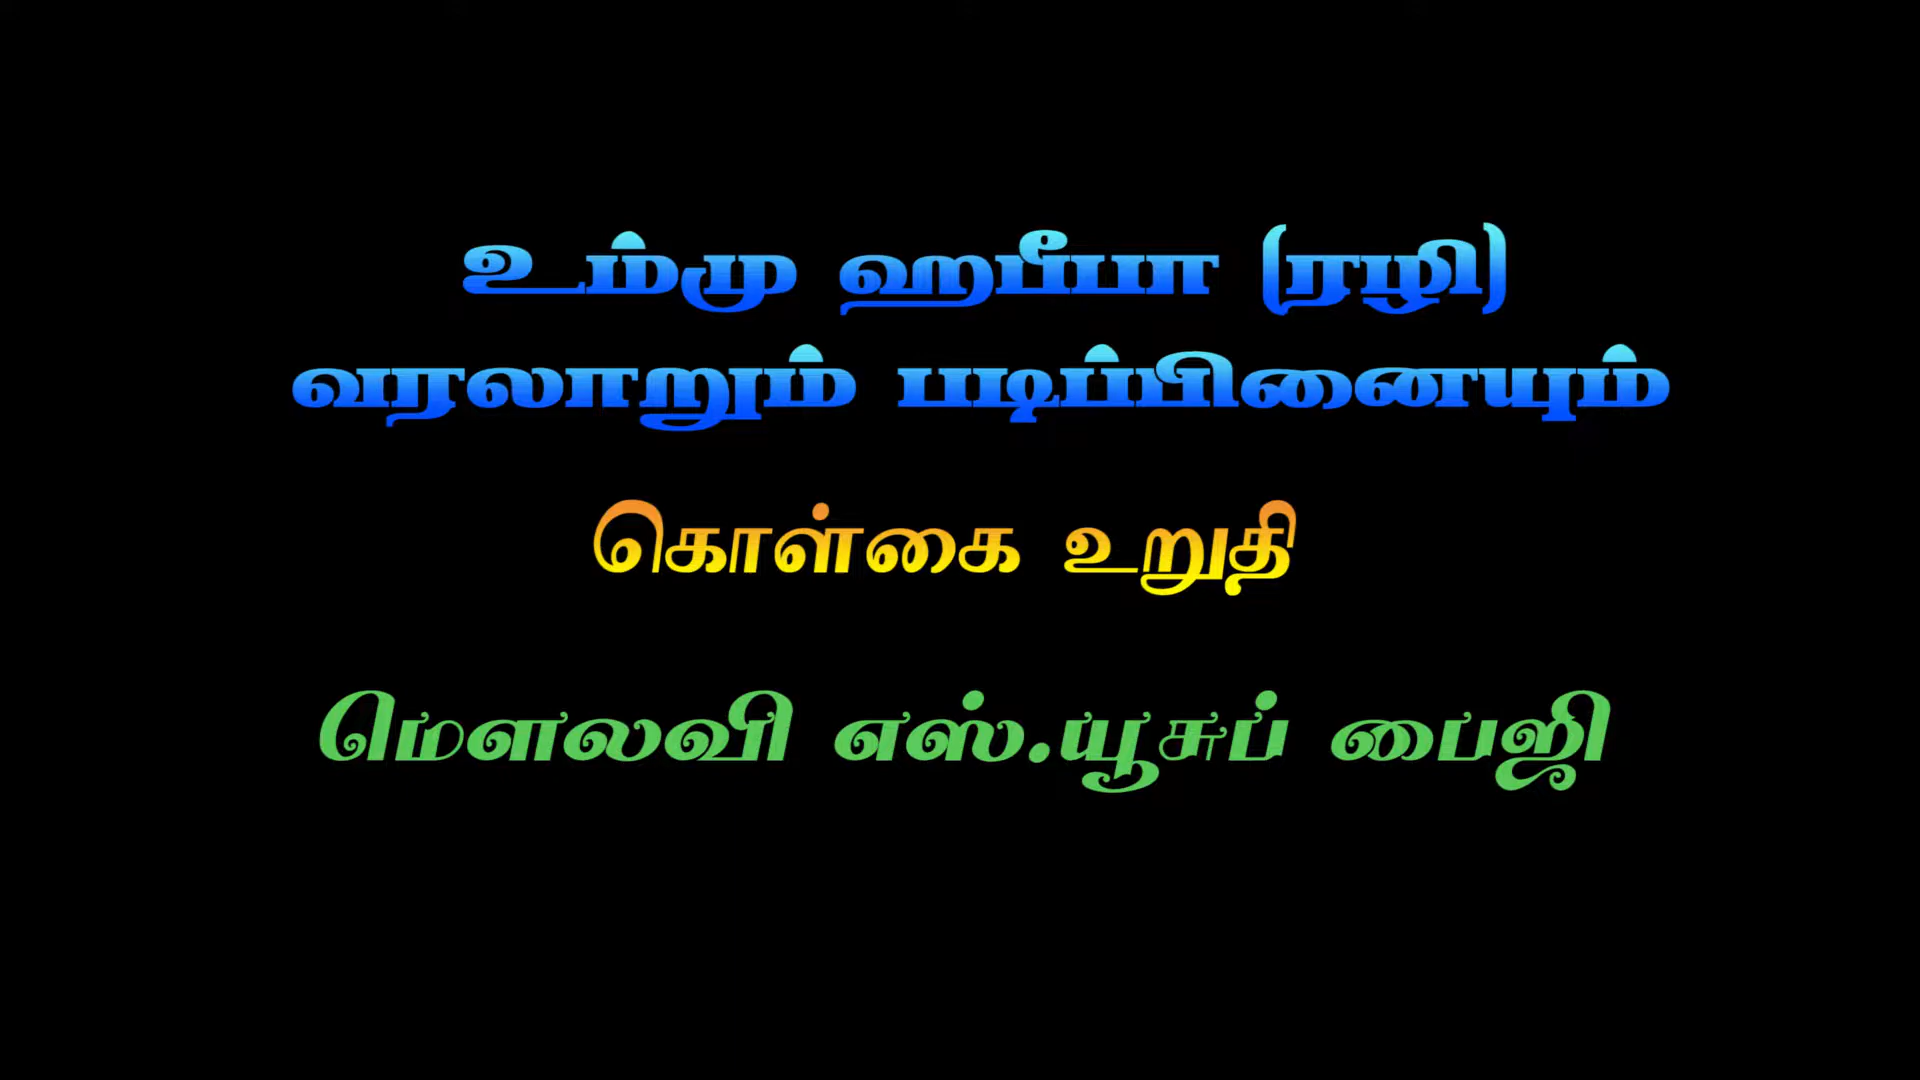 உம்மு ஹபீபா (ரழி)
வரலாறும் படிப்பினையும்
கொள்கை உறுதி
மௌலவி எஸ்.யூசுப் பைஜி